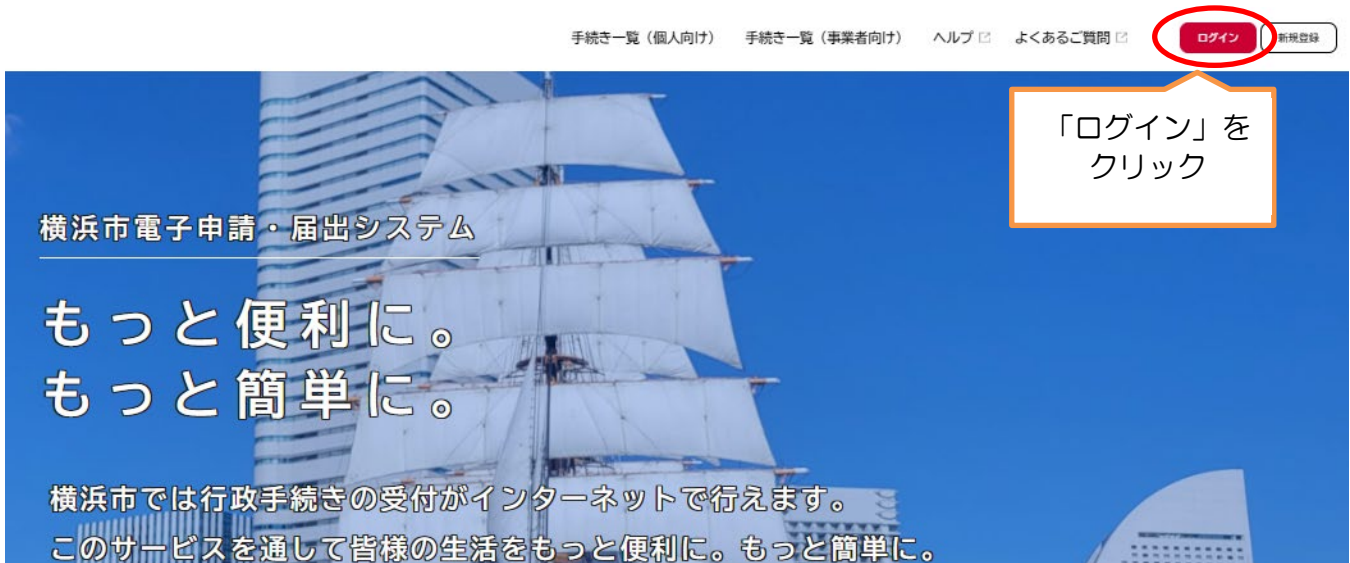 手続き一覧（個人向け） 手続き一覧（事業者向け） ヘルプ よくあるご質問 ログイン 新規登録
「ログイン」を
クリック
横浜市電子申請・届出システム
もっと便利に。
もっと簡単に。
横浜市では行政手続きの受付がインターネットで行えます。
このサービスを通して皆様の生活をもっと便利に。もっと簡単に。